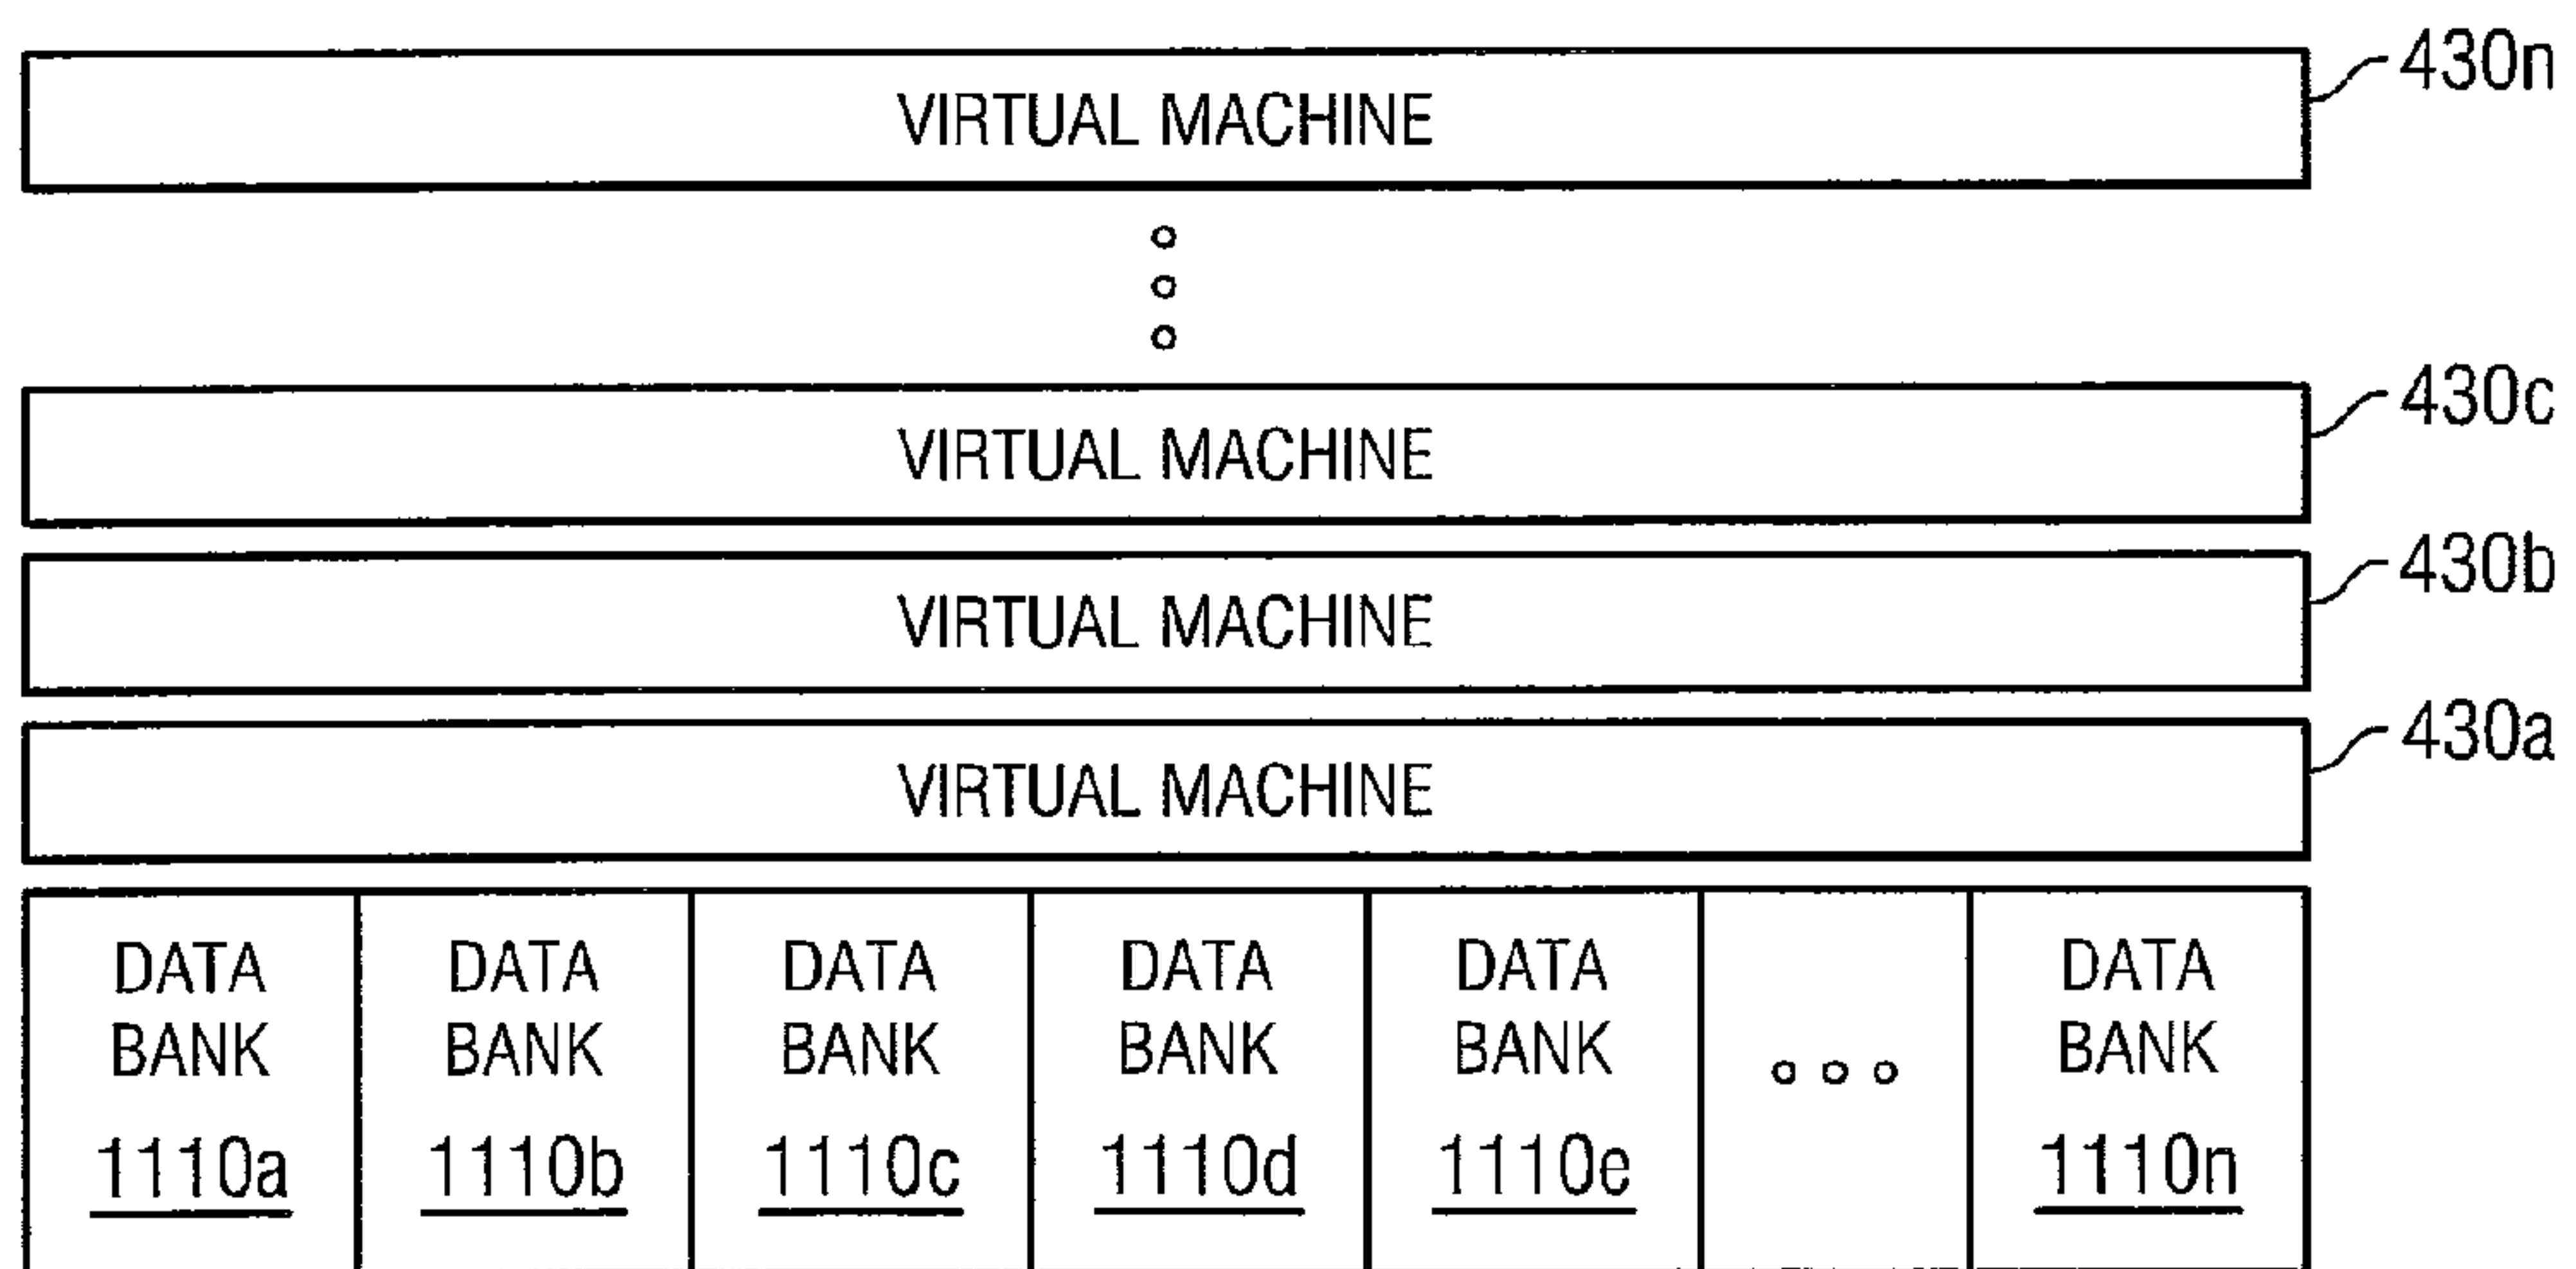 VIRTUAL MACHINE
430n
VIRTUAL MACHINE
430c
VIRTUAL MACHINE
430b
VIRTUAL MACHINE
430a
DATA BANK 1110a
DATA BANK 1110b
DATA BANK 1110c
DATA BANK 1110d
DATA BANK 1110e
DATA BANK 1110n